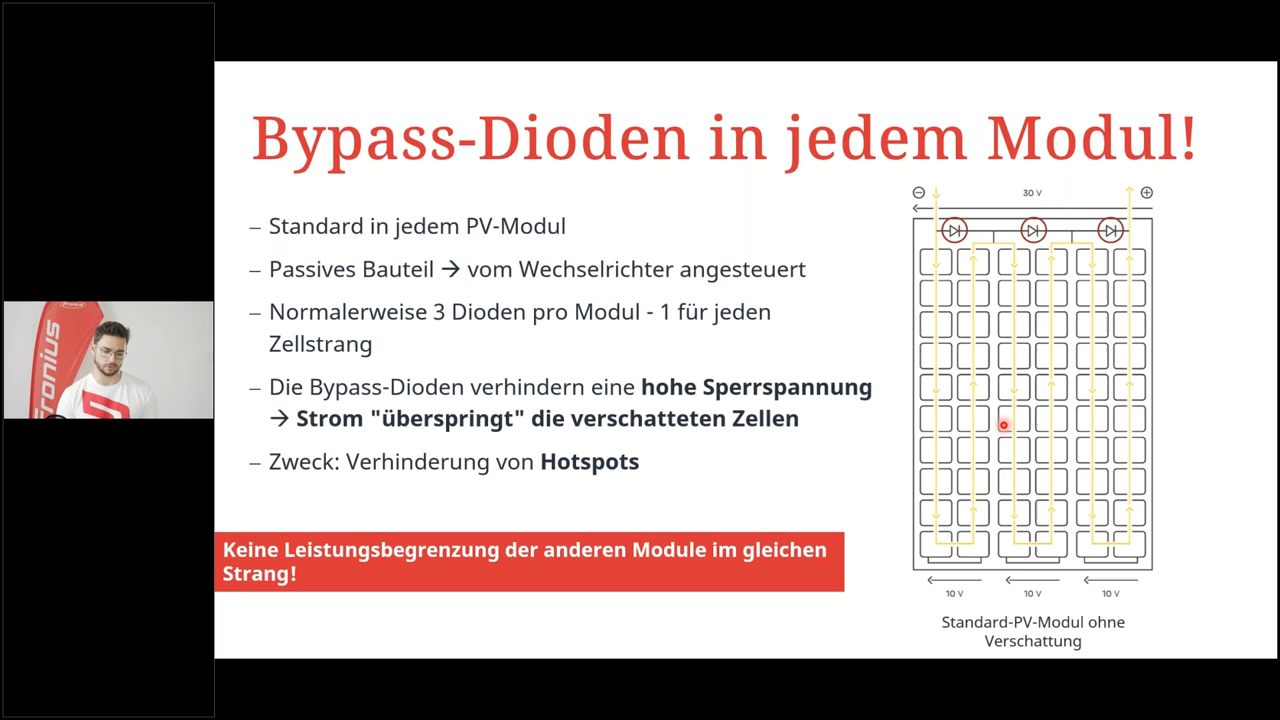 Bypass-Dioden in jedem Modul!
– Standard in jedem PV-Modul
– Passives Bauteil → vom Wechselrichter angesteuert
– Normalerweise 3 Dioden pro Modul - 1 für jeden
Zellstrang
– Die Bypass-Dioden verhindern eine hohe Sperrspannung
→ Strom "überspringt" die verschatteten Zellen
– Zweck: Verhinderung von Hotspots
Keine Leistungsbegrenzung der anderen Module im gleichen
Strang!
30 V
10 V 10 V 10 V
Standard-PV-Modul ohne
Verschattung
Fronius
ronius